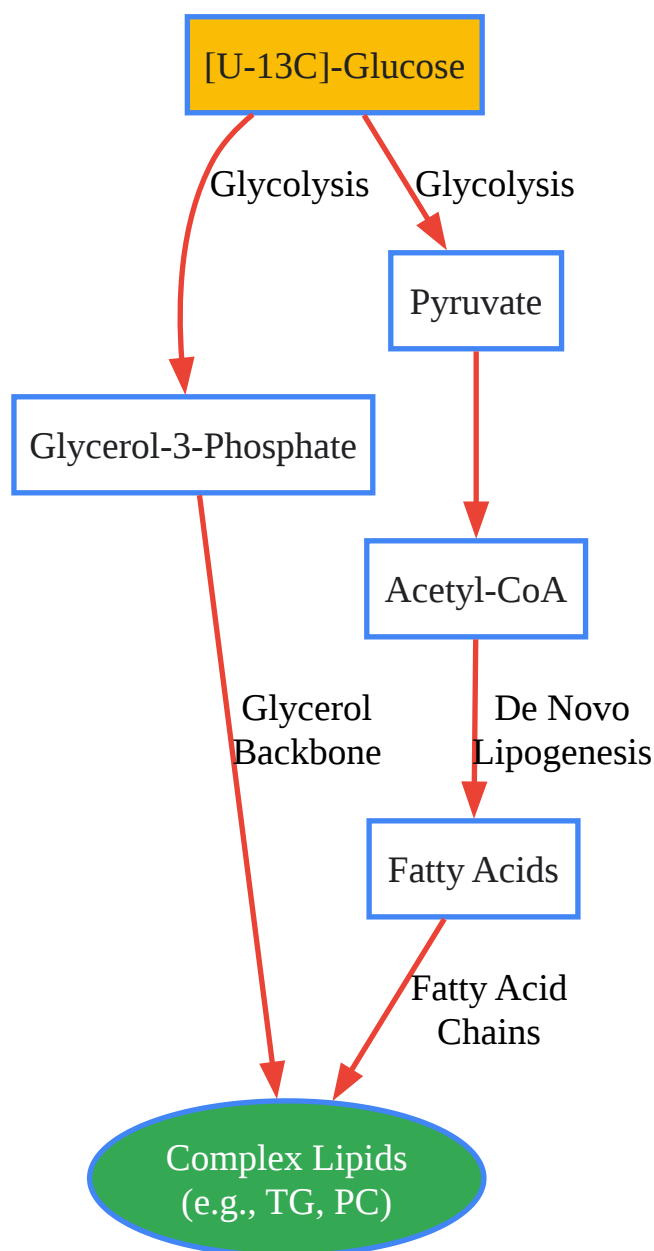 [U-13C]-Glucose
Glycolysis
Glycolysis
Pyruvate
Glycerol-3-Phosphate
Acetyl-CoA
Glycerol
Backbone
De Novo
Lipogenesis
Fatty Acids
Fatty Acid
Chains
Complex Lipids
(e.g., TG, PC)